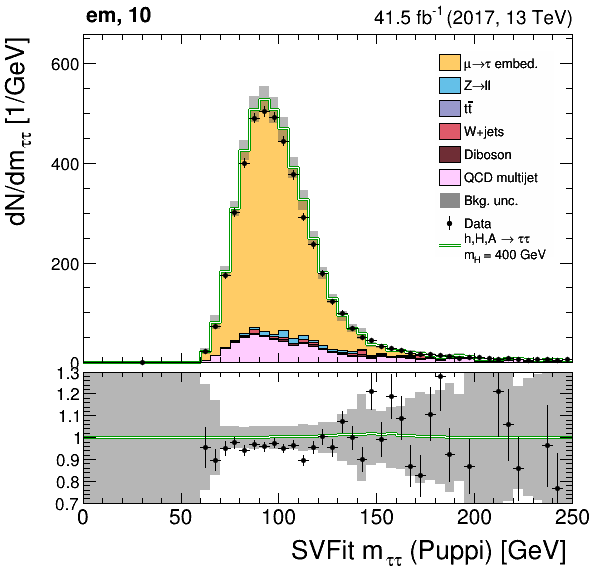 em, 10
41.5 fb⁻¹ (2017, 13 TeV)
dN/dm_ττ [1/GeV]
600
400
200
0
μ→τ embed.
Z→ll
tt̄
W+jets
Diboson
QCD multijet
Bkg. unc.
Data
h,H,A → ττ
m_H = 400 GeV
1.3
1.2
1.1
1
0.9
0.8
0.7
0 50 100 150 200 250
SVFit m_ττ (Puppi) [GeV]